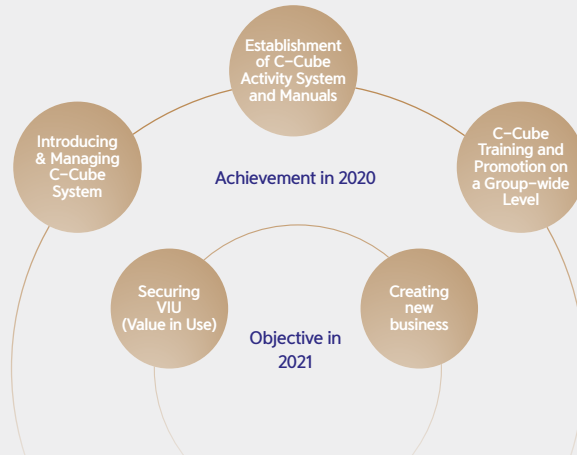 Establishment
of C-Cube
Activity System
and Manuals
Introducing
& Managing
C-Cube
System
C-Cube
Training and
Promotion on
a Group-wide
Level
Achievement in 2020
Securing
VIU
(Value in Use)
Creating
new
business
Objective in
2021